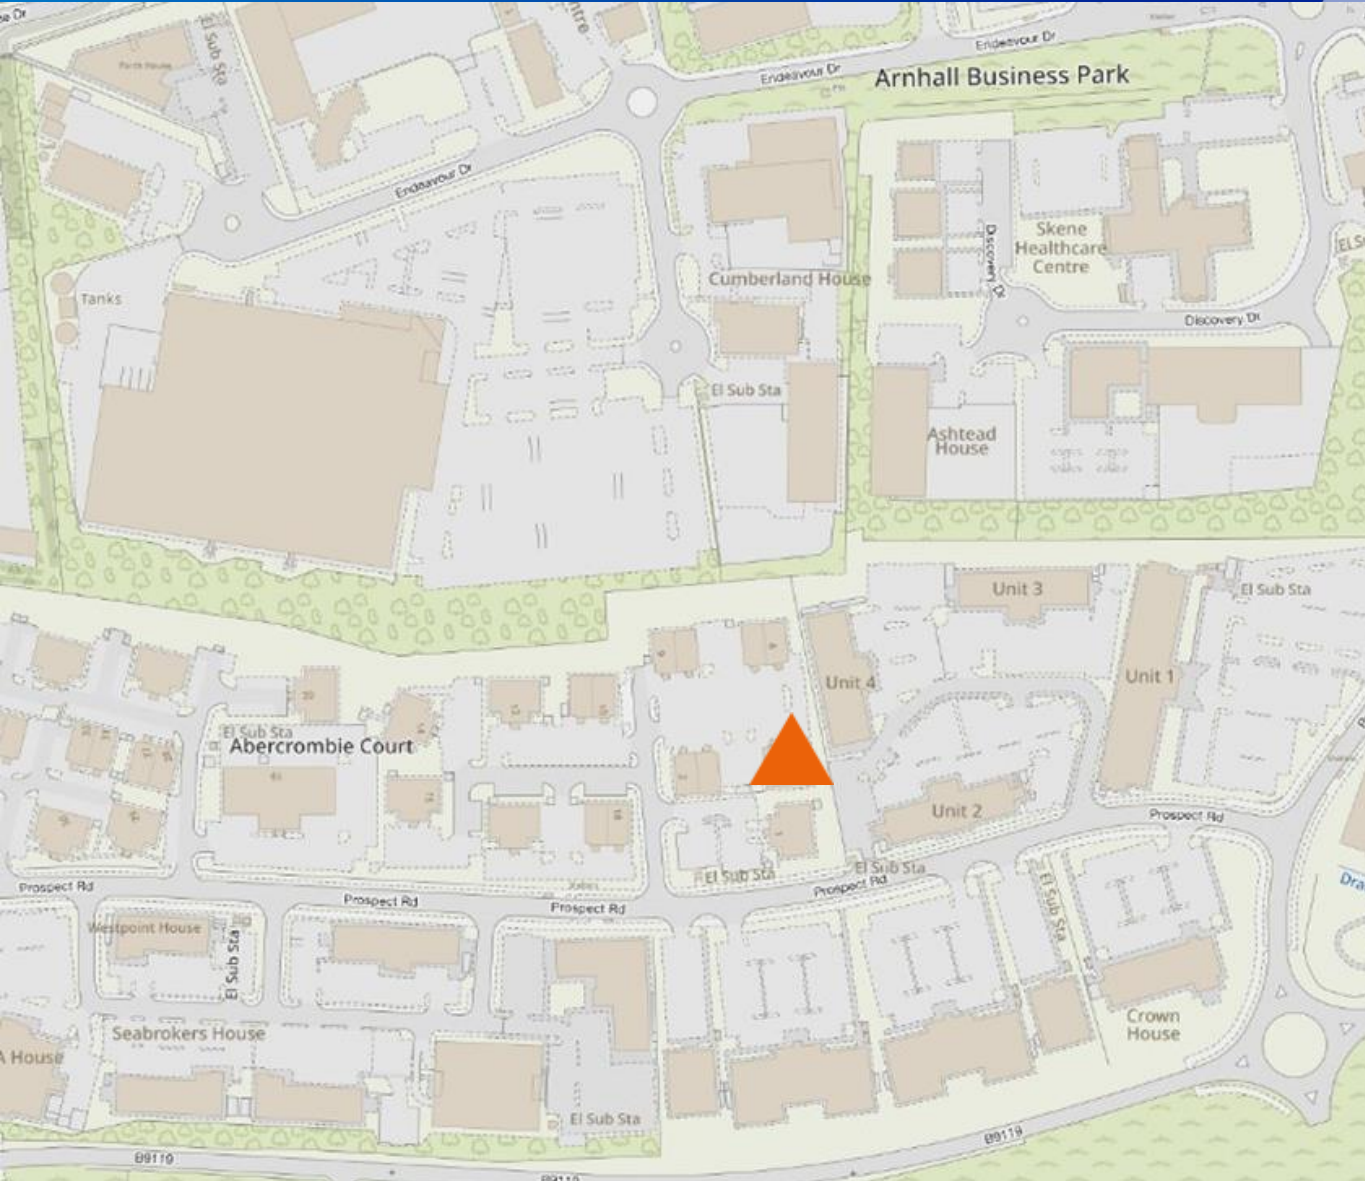 El Sub Sta
Endeavour Dr
Endeavour Dr
Arnhall Business Park
Endeavour Dr
Skene
Healthcare
Centre
Discovery Dr
Cumberland House
Tanks
Discovery Dr
El Sub Sta
Ashtead
House
Unit 3
El Sub Sta
Unit 4
Unit 1
El Sub Sta
Abercrombie Court
Unit 2
Prospect Rd
El Sub Sta
El Sub Sta
Prospect Rd
Prospect Rd
Prospect Rd
Prospect Rd
El Sub Sta
Westpoint House
El Sub Sta
Seabrokers House
Crown
House
A House
El Sub Sta
B9119
B9119